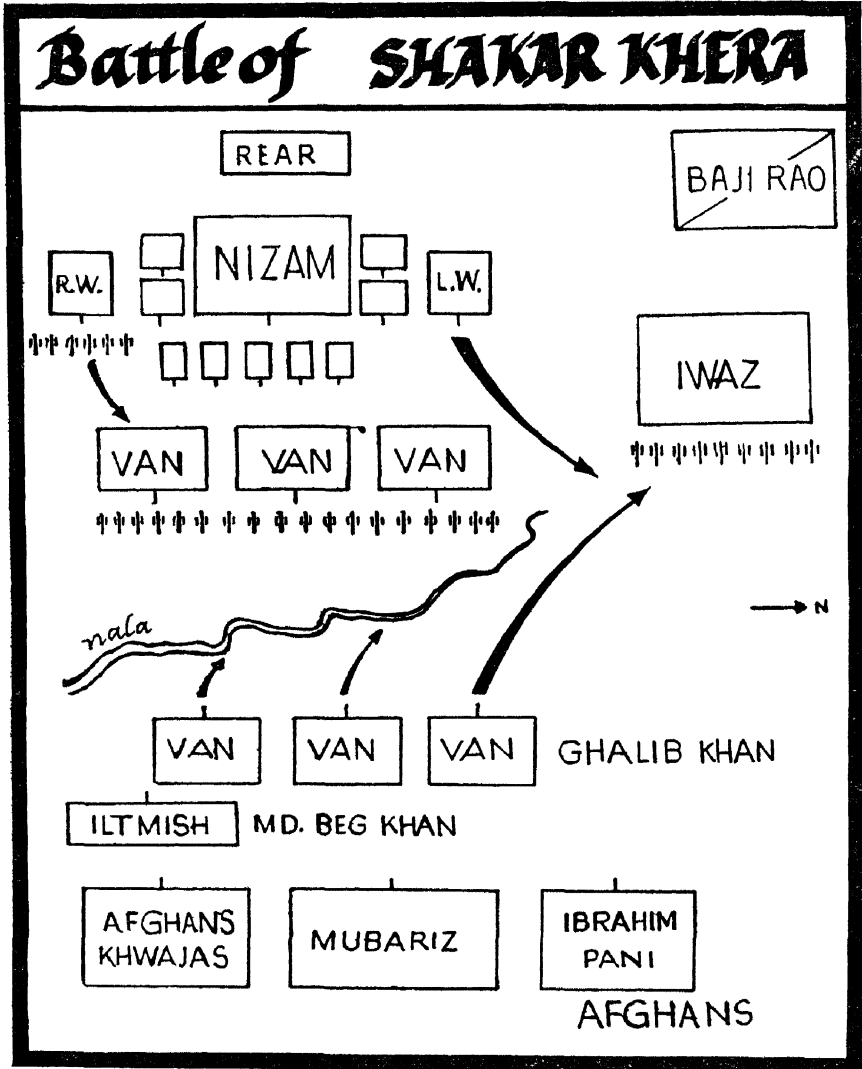 Battle of SHAKAR KHERA
REAR
BAJI RAO
R.W.
NIZAM
L.W.
IWAZ
VAN VAN VAN
N
nala
VAN VAN VAN GHALIB KHAN
ILTMISH MD. BEG KHAN
AFGHANS
KHWAJAS
MUBARIZ
IBRAHIM
PANI
AFGHANS